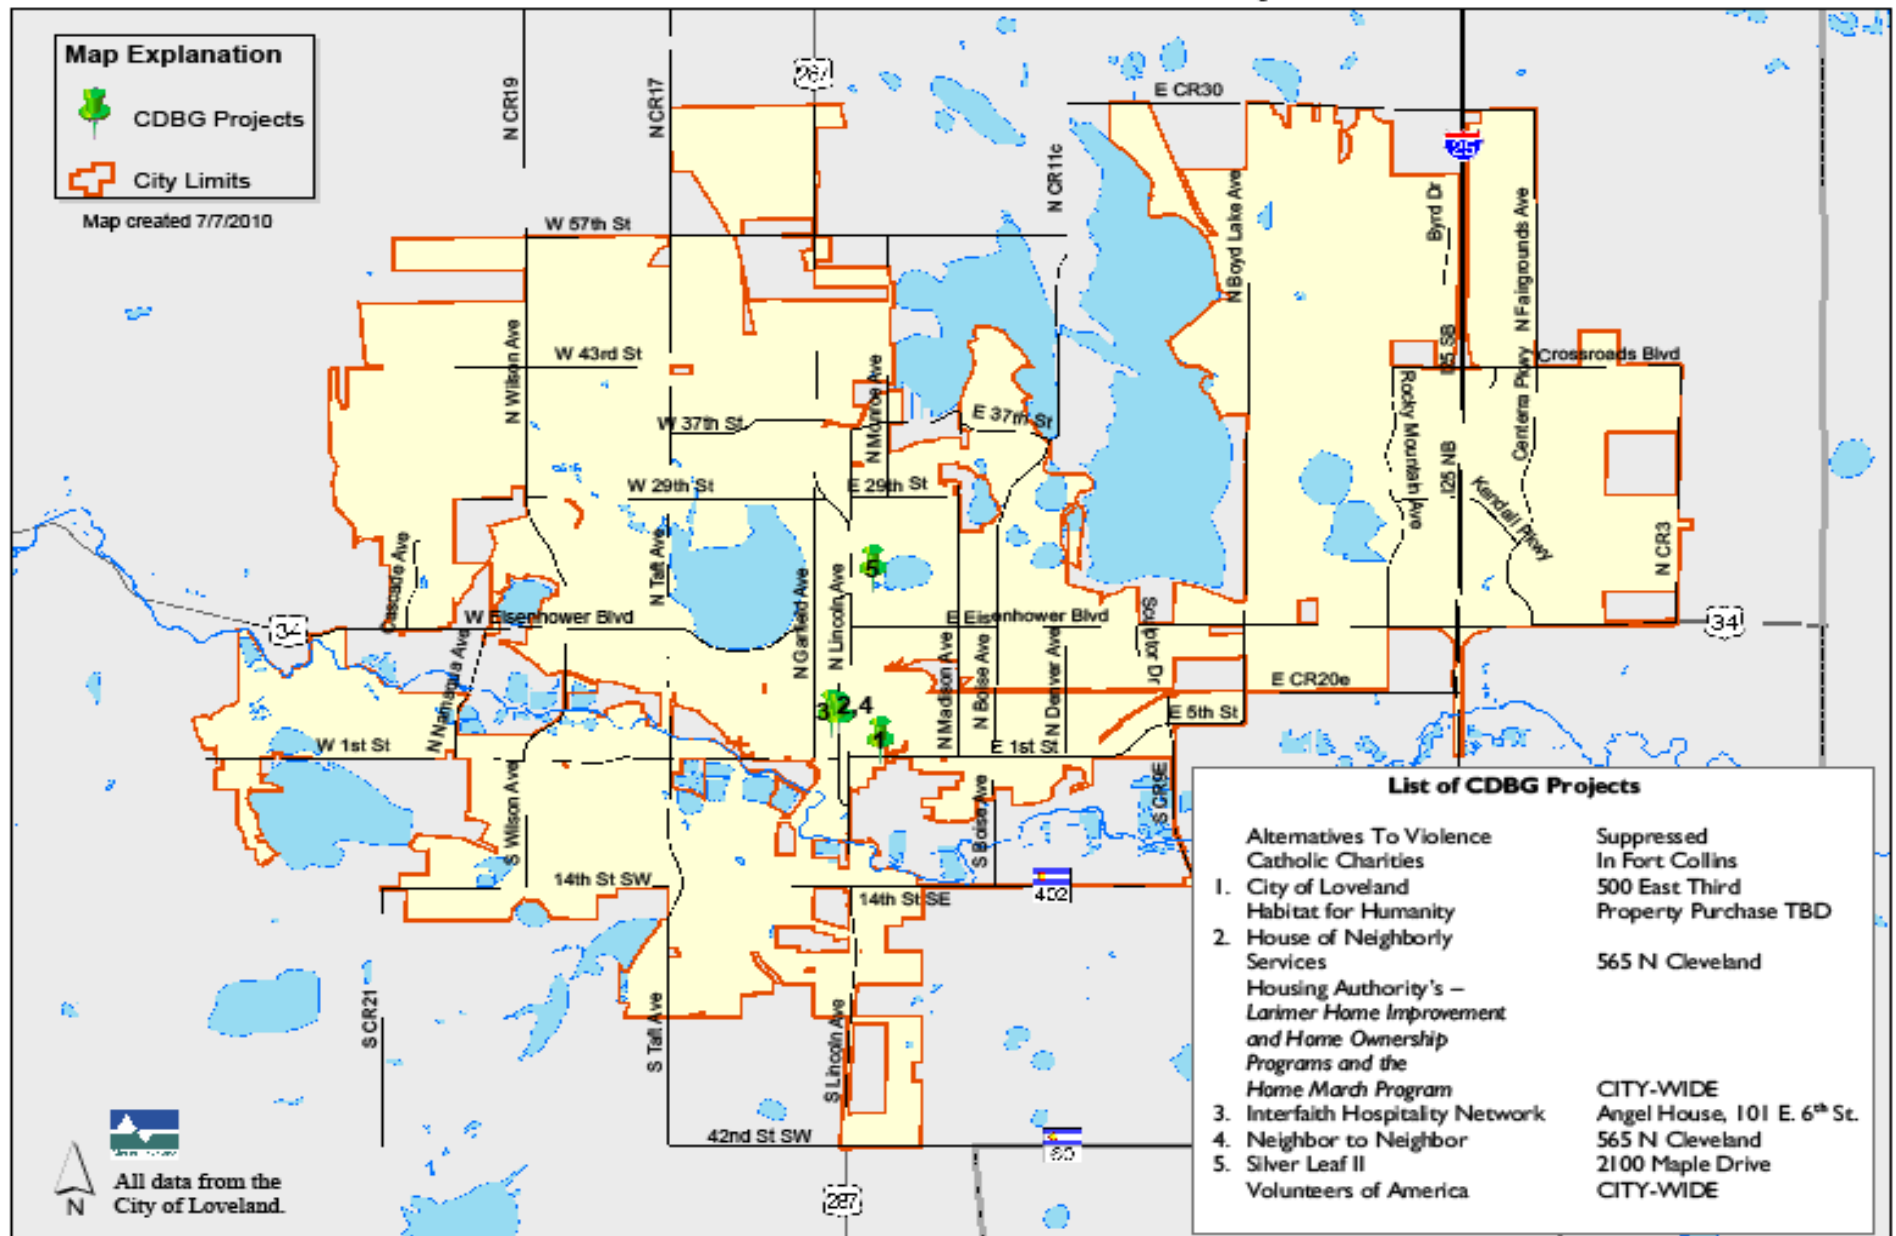 Map Explanation
CDBG Projects
City Limits
Map created 7/7/2010
N CR19
N CR17
287
E CR30
N CR11c
25
N Boyd Lake Ave
Byrd Dr
N Fairgrounds Ave
W 57th St
N Wilson Ave
W 43rd St
N Monroe Ave
I25 SB
Crossroads Blvd
Centerra Pkwy
Rocky Mountain Ave
W 37th St
E 37th St
W 29th St
E 29th St
I25 NB
Kendall Pkwy
N CR3
Cascade Ave
N Taft Ave
N Garfield Ave
N Lincoln Ave
5
34
W Eisenhower Blvd
E Eisenhower Blvd
Sculptor Dr
34
N Namaqua Ave
N Madison Ave
N Boise Ave
N Denver Ave
E CR20e
3
2,4
1
E 5th St
W 1st St
E 1st St
S Wilson Ave
S Boise Ave
S CR9E
14th St SW
14th St SE
402
S CR21
S Taft Ave
S Lincoln Ave
42nd St SW
60
287
N
All data from the
City of Loveland.
List of CDBG Projects
Alternatives To Violence Suppressed
Catholic Charities In Fort Collins
1. City of Loveland 500 East Third
Habitat for Humanity Property Purchase TBD
2. House of Neighborly
Services 565 N Cleveland
Housing Authority's –
Larimer Home Improvement
and Home Ownership
Programs and the
Home March Program CITY-WIDE
3. Interfaith Hospitality Network Angel House, 101 E. 6th St.
4. Neighbor to Neighbor 565 N Cleveland
5. Silver Leaf II 2100 Maple Drive
Volunteers of America CITY-WIDE